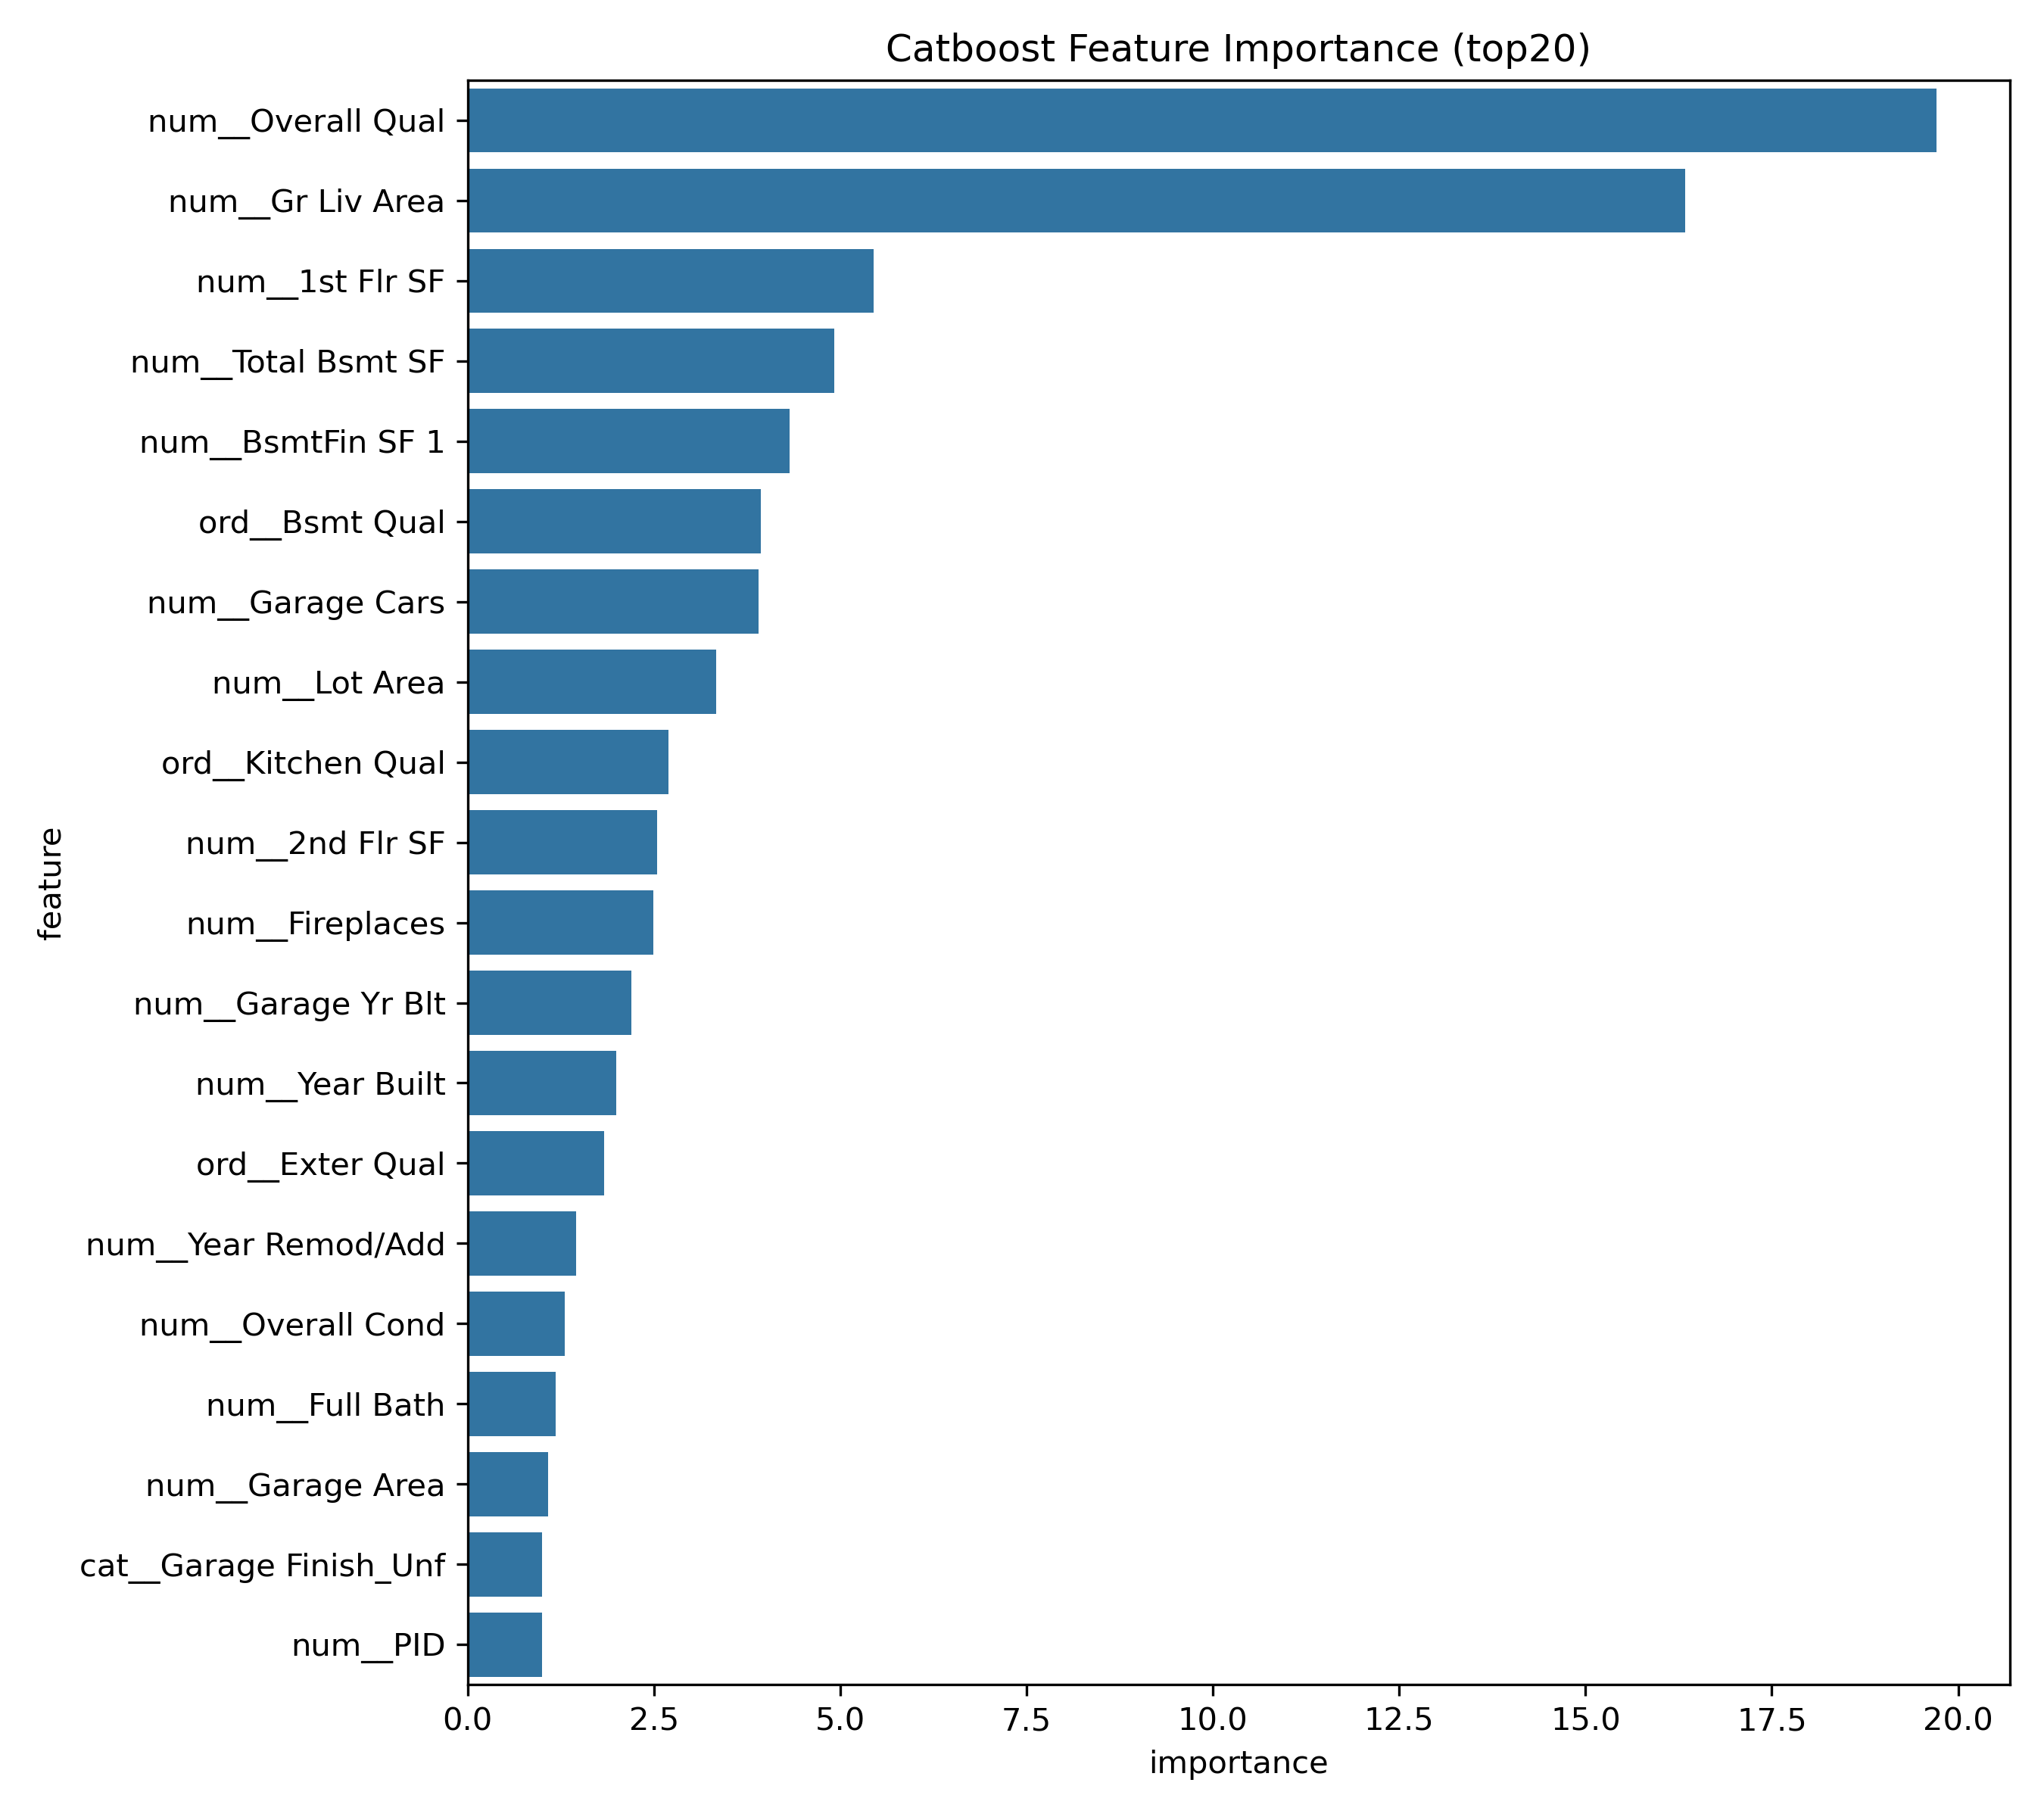 Catboost Feature Importance (top20)
num__Overall Qual
num__Gr Liv Area
num__1st Flr SF
num__Total Bsmt SF
num__BsmtFin SF 1
ord__Bsmt Qual
num__Garage Cars
num__Lot Area
ord__Kitchen Qual
num__2nd Flr SF
num__Fireplaces
num__Garage Yr Blt
num__Year Built
ord__Exter Qual
num__Year Remod/Add
num__Overall Cond
num__Full Bath
num__Garage Area
cat__Garage Finish_Unf
num__PID
feature
0.0 2.5 5.0 7.5 10.0 12.5 15.0 17.5 20.0
importance